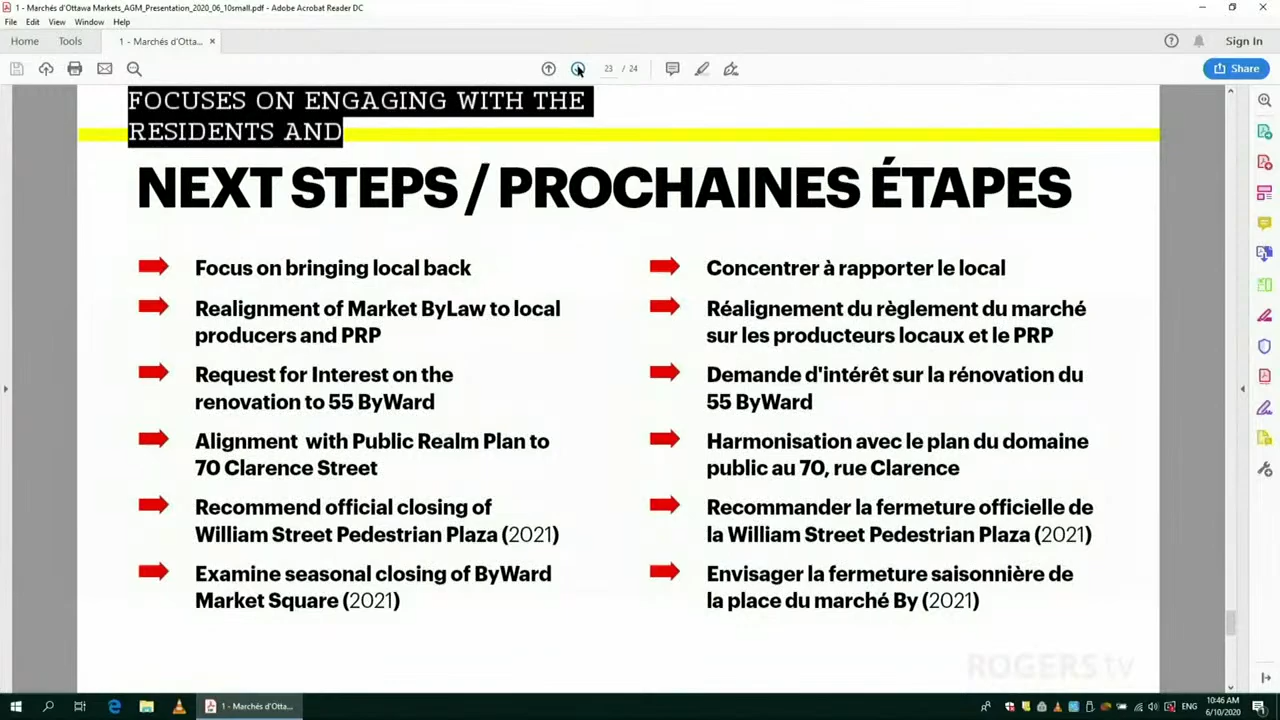 1 - Marchés d'Ottawa Markets_AGM_Presentation_2020_06_10small.pdf - Adobe Acrobat Reader DC
File Edit View Window Help
Home Tools 1 - Marchés d'Otta... × Sign In
23 / 24 Share
FOCUSES ON ENGAGING WITH THE
RESIDENTS AND
NEXT STEPS / PROCHAINES ÉTAPES
Focus on bringing local back
Realignment of Market ByLaw to local
producers and PRP
Request for Interest on the
renovation to 55 ByWard
Alignment with Public Realm Plan to
70 Clarence Street
Recommend official closing of
William Street Pedestrian Plaza (2021)
Examine seasonal closing of ByWard
Market Square (2021)
Concentrer à rapporter le local
Réalignement du règlement du marché
sur les producteurs locaux et le PRP
Demande d'intérêt sur la rénovation du
55 ByWard
Harmonisation avec le plan du domaine
public au 70, rue Clarence
Recommander la fermeture officielle de
la William Street Pedestrian Plaza (2021)
Envisager la fermeture saisonnière de
la place du marché By (2021)
ROGERS tv
1 - Marchés d'Otta...
10:46 AM
6/10/2020